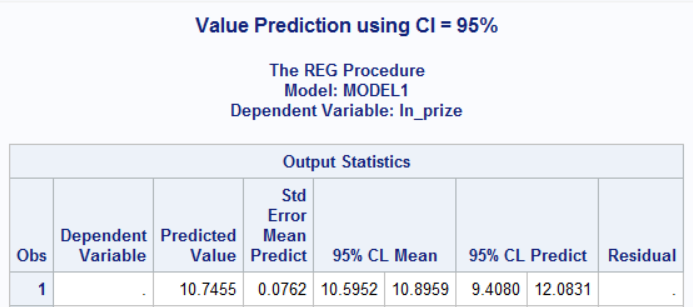 Value Prediction using CI = 95%
The REG Procedure
Model: MODEL1
Dependent Variable: ln_prize
Output Statistics
Obs Dependent Variable Predicted Value Std Error Mean Predict 95% CL Mean 95% CL Predict Residual
1 . 10.7455 0.0762 10.5952 10.8959 9.4080 12.0831 .